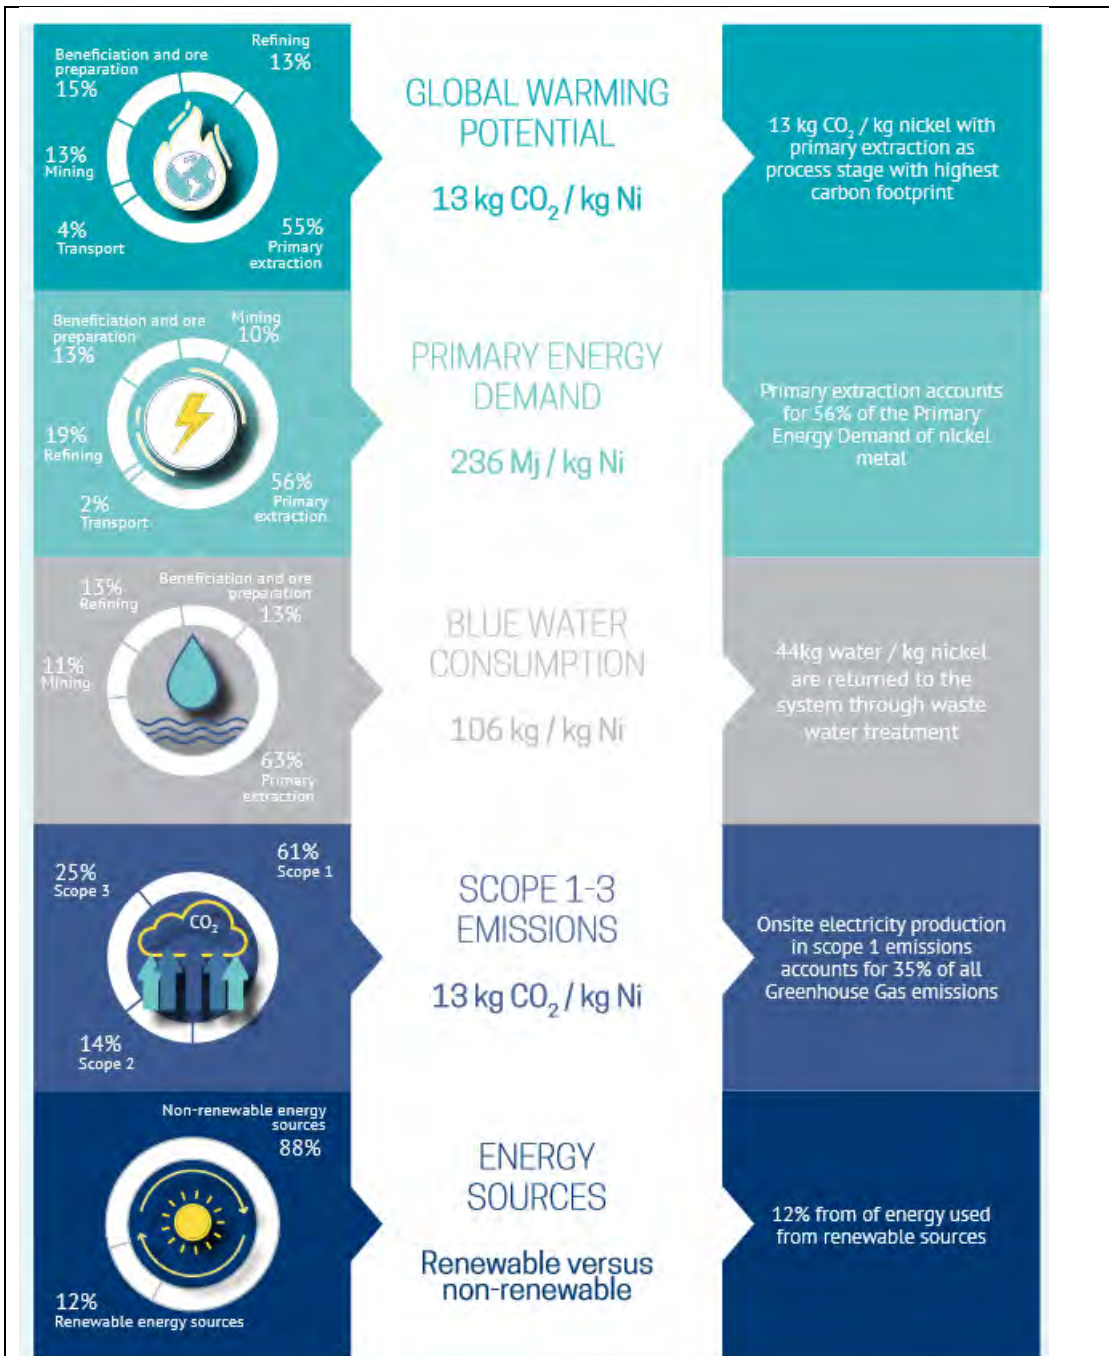 Refining
13%
Beneficiation and ore
preparation
15%
13%
Mining
4%
Transport
55%
Primary
extraction
GLOBAL WARMING
POTENTIAL
13 kg CO₂ / kg Ni
13 kg CO₂ / kg nickel with
primary extraction as
process stage with highest
carbon footprint
Beneficiation and ore
preparation
13%
Mining
10%
19%
Refining
2%
Transport
56%
Primary
extraction
PRIMARY ENERGY
DEMAND
236 Mj / kg Ni
Primary extraction accounts
for 56% of the Primary
Energy Demand of nickel
metal
13%
Refining
Beneficiation and ore
preparation
13%
11%
Mining
63%
Primary
extraction
BLUE WATER
CONSUMPTION
106 kg / kg Ni
44kg water / kg nickel
are returned to the
system through waste
water treatment
61%
Scope 1
25%
Scope 3
CO₂
14%
Scope 2
SCOPE 1-3
EMISSIONS
13 kg CO₂ / kg Ni
Onsite electricity production
in scope 1 emissions
accounts for 35% of all
Greenhouse Gas emissions
Non-renewable energy
sources
88%
12%
Renewable energy sources
ENERGY
SOURCES
Renewable versus
non-renewable
12% from of energy used
from renewable sources